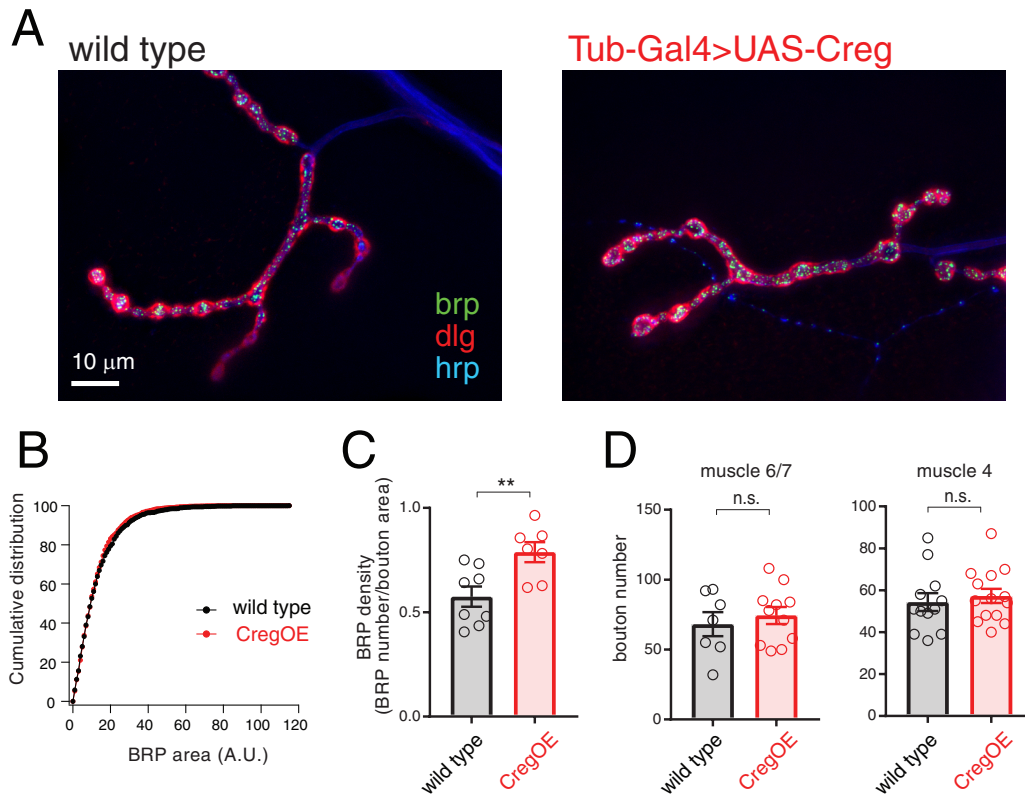 A
wild type
Tub-Gal4>UAS-Creg
brp
dlg
hrp
10 μm
B
Cumulative distribution
100
80
60
40
20
0
0 20 40 60 80 100 120
BRP area (A.U.)
wild type
CregOE
C
BRP density
(BRP number/bouton area)
1.0
0.5
0.0
**
wild type
CregOE
D
muscle 6/7
n.s.
bouton number
150
100
50
0
wild type
CregOE
muscle 4
n.s.
100
80
60
40
20
0
wild type
CregOE